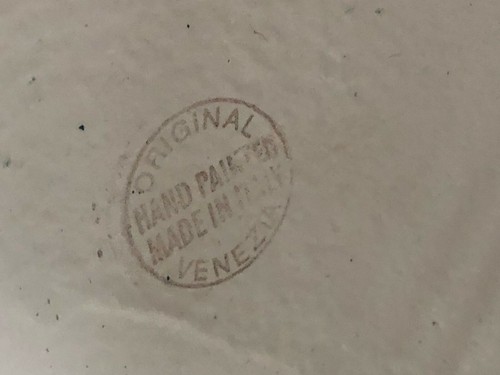 ORIGINAL
HAND PAINTED
MADE IN ITALY
VENEZIA